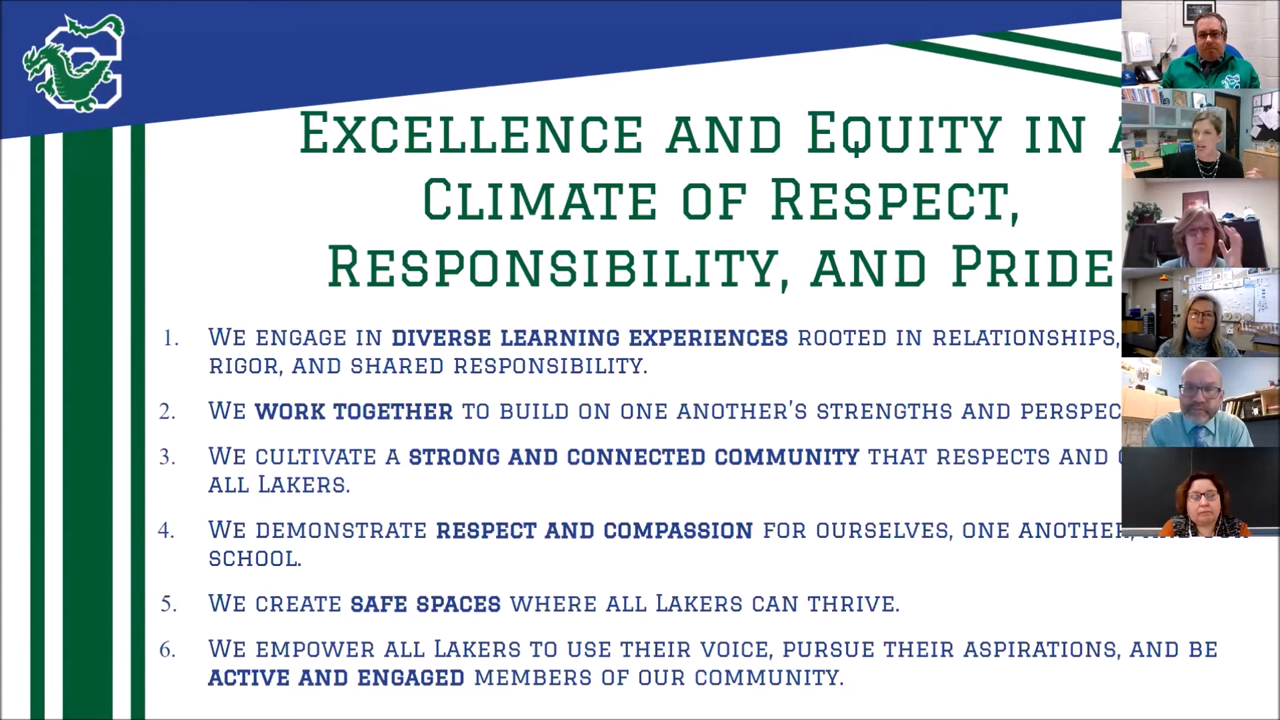 Excellence and Equity in
Climate of Respect,
Responsibility, and Pride
1. We engage in diverse learning experiences rooted in relationships,
rigor, and shared responsibility.
2. We work together to build on one another's strengths and
3. We cultivate a strong and connected community that respects and
all Lakers.
4. We demonstrate respect and compassion for ourselves, one another,
school.
5. We create safe spaces where all Lakers can thrive.
6. We empower all Lakers to use their voice, pursue their aspirations, and be
active and engaged members of our community.